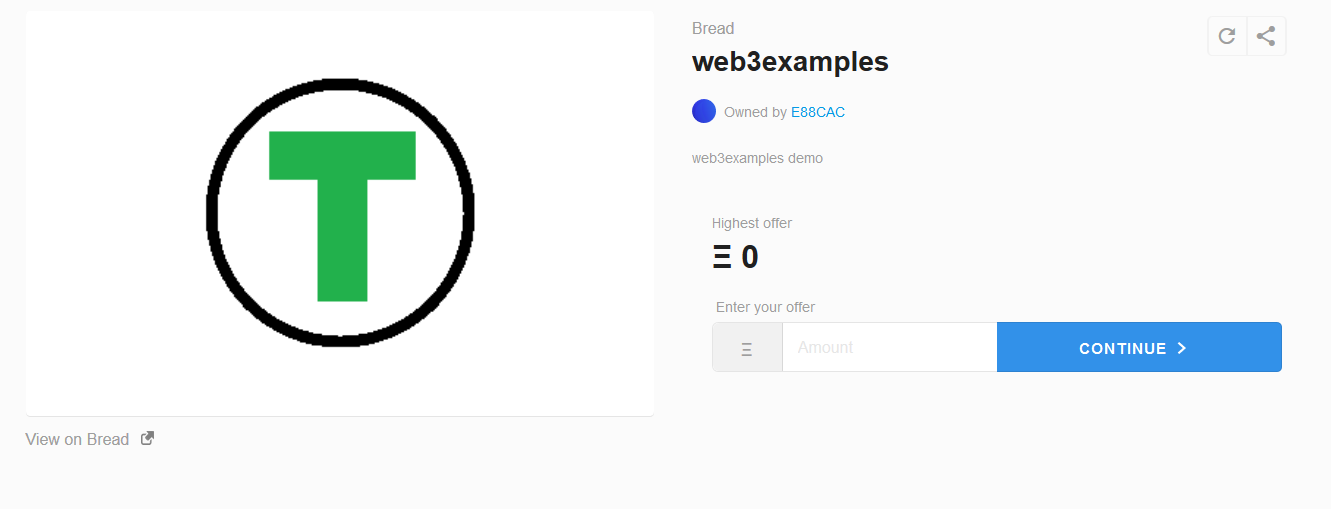 T
View on Bread
Bread
web3examples
Owned by E88CAC
web3examples demo
Highest offer
Ξ 0
Enter your offer
Ξ Amount CONTINUE